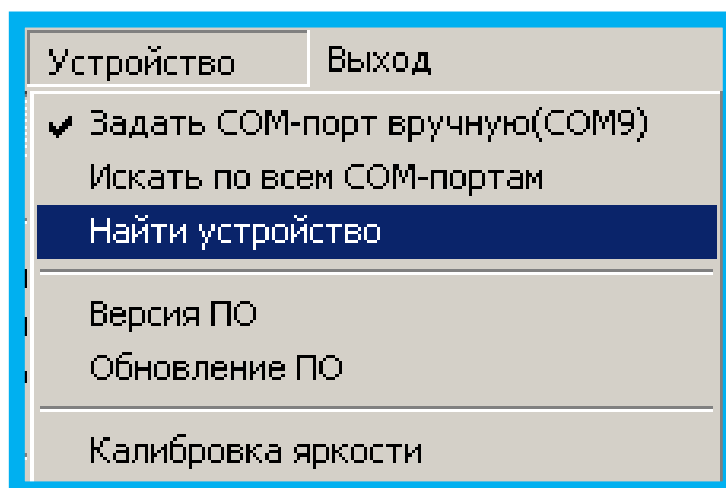 Устройство Выход
Задать COM-порт вручную(COM9)
Искать по всем COM-портам
Найти устройство
Версия ПО
Обновление ПО
Калибровка яркости